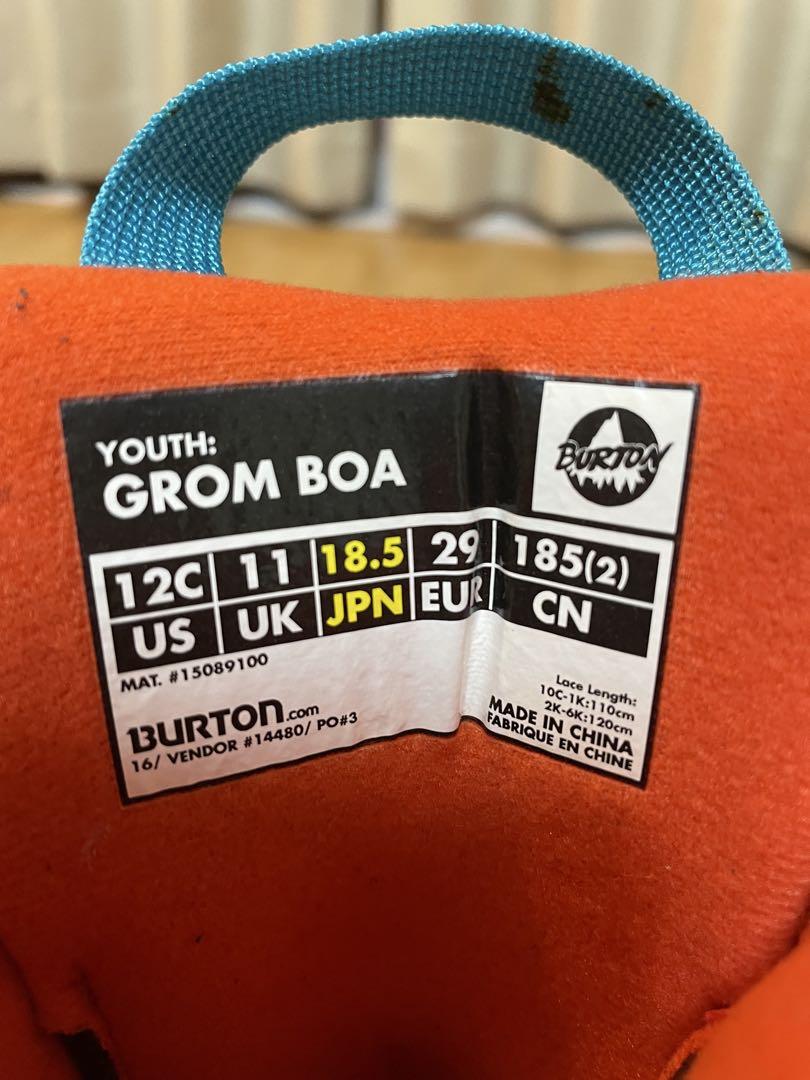 YOUTH:
GROM BOA
BURTON
12C 11 18.5 29 185(2)
US UK JPN EUR CN
MAT. #15089100
BURTON.com
16/ VENDOR #14480/ PO#3
Lace Length:
10C-1K:110cm
2K-6K:120cm
MADE IN CHINA
FABRIQUE EN CHINE